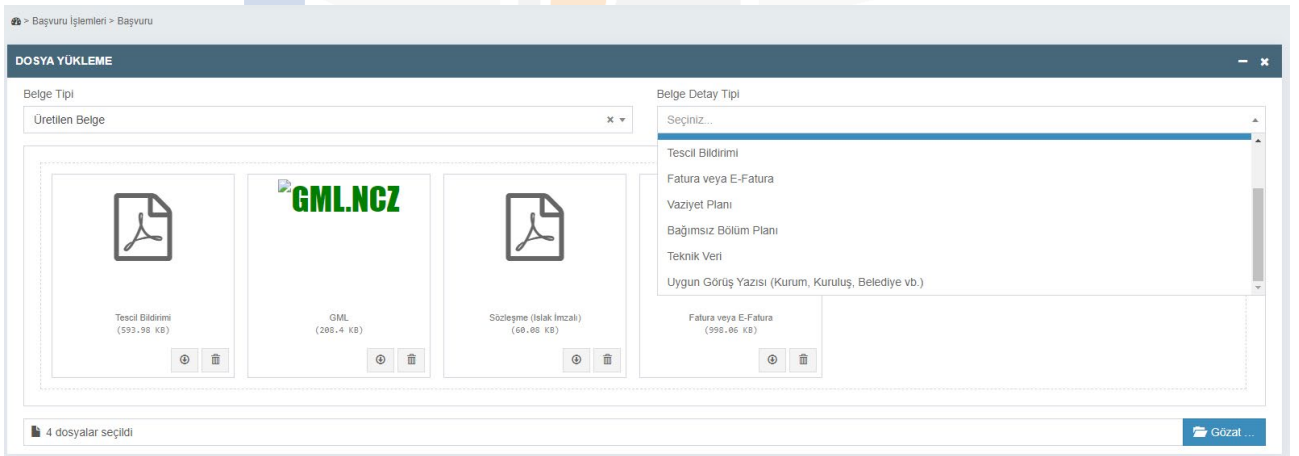 > Başvuru İşlemleri > Başvuru
DOSYA YÜKLEME
Belge Tipi
Belge Detay Tipi
Üretilen Belge
Seçiniz...
Tescil Bildirimi
Fatura veya E-Fatura
Vaziyet Planı
Bağımsız Bölüm Planı
Teknik Veri
Uygun Görüş Yazısı (Kurum, Kuruluş, Belediye vb.)
GML.NCZ
Tescil Bildirimi
(593.98 KB)
GML
(208.4 KB)
Sözleşme (Islak İmzalı)
(60.08 KB)
Fatura veya E-Fatura
(998.06 KB)
4 dosyalar seçildi
Gözat ...